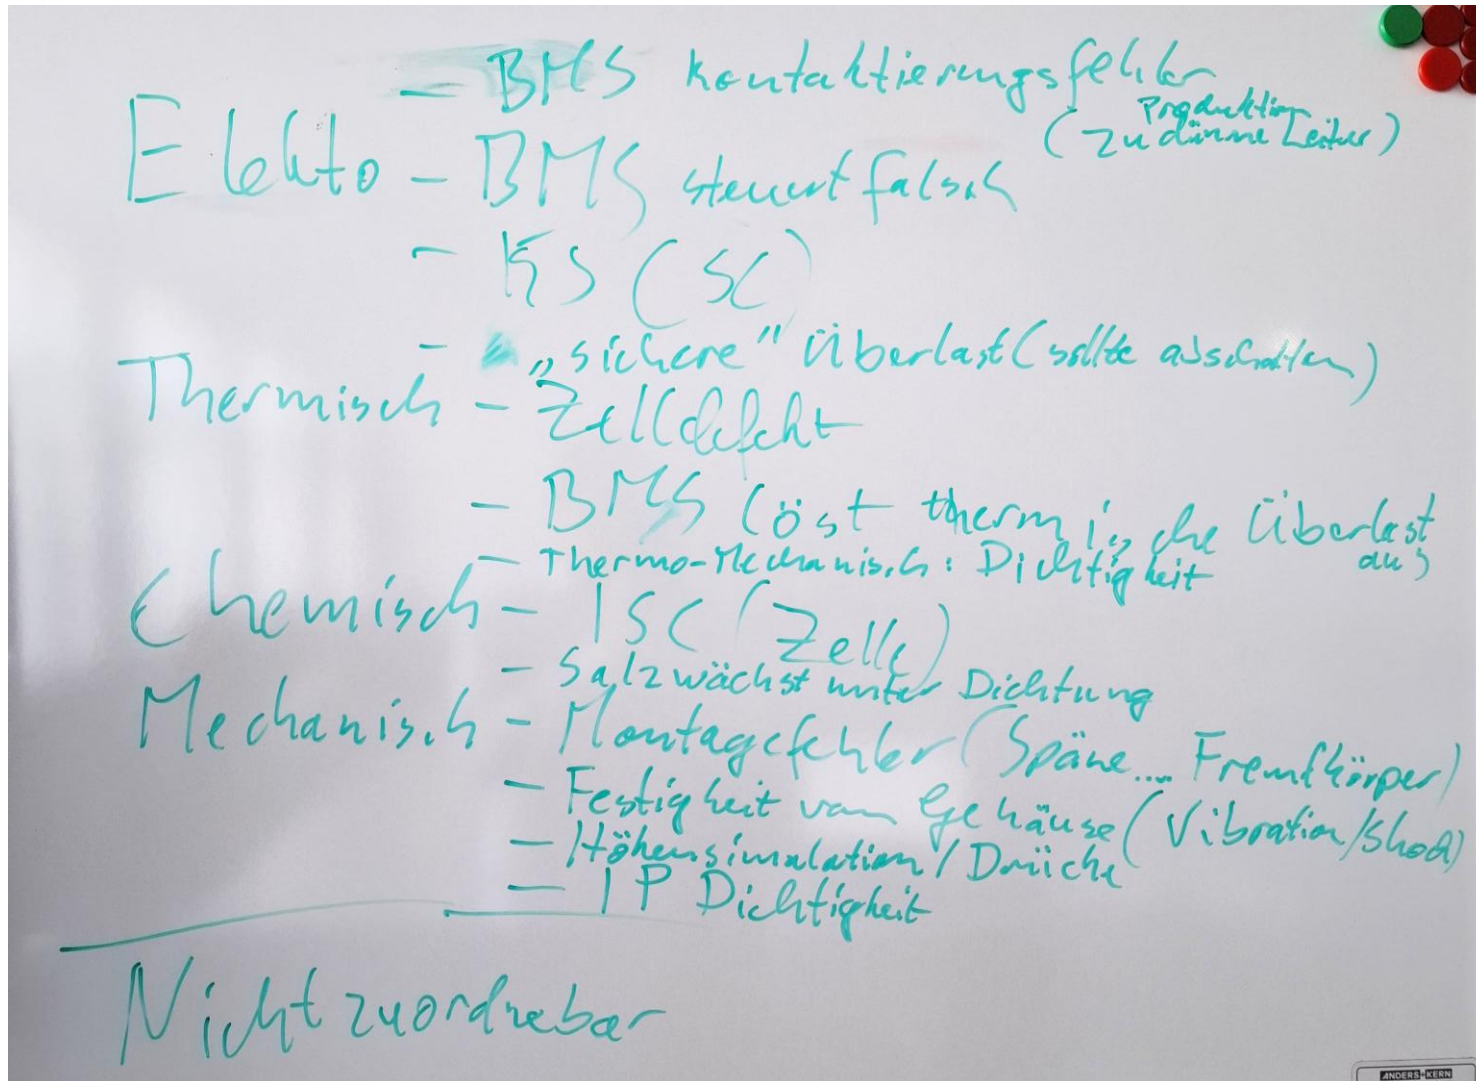 - BMS Kontaktierungsfehler
Produktion
(zu dünne Leiter)
Elekto - BMS steuert falsch
- KS (SC)
- „sichere" Überlast (sollte abschalten)
Thermisch - Zelldefekt
- BMS löst thermische Überlast
aus
- Thermo-Mechanisch: Dichtigkeit
Chemisch - ISC (Zelle)
- Salz wächst unter Dichtung
Mechanisch - Montagefehler (Späne.... Fremdkörper)
- Festigkeit vom Gehäuse (Vibration/Shock)
- Höhensimulation / Drücke
- IP Dichtigkeit
Nicht zuordnebar
ANDERS+KERN